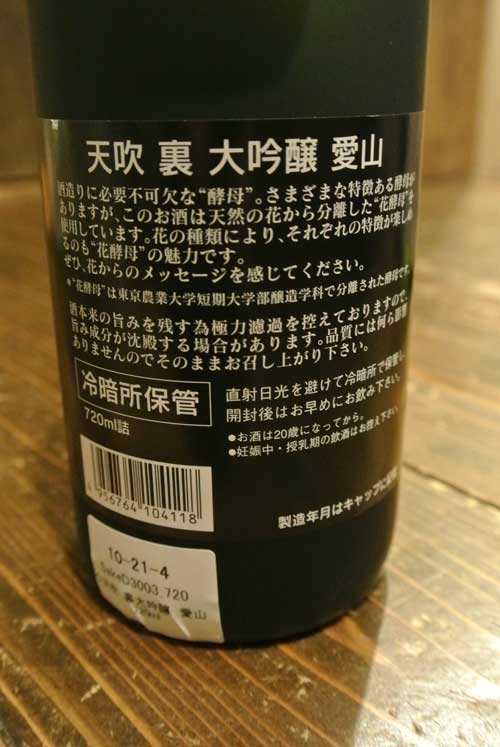 天吹 裏 大吟醸 愛山
酒造りに必要不可欠な“酵母”。さまざまな特徴ある酵母が
ありますが、このお酒は天然の花から分離した“花酵母”を
使用しています。花の種類により、それぞれの特徴が楽しめ
るのも“花酵母”の魅力です。
ぜひ、花からのメッセージを感じてください。
*“花酵母”は東京農業大学短期大学部醸造学科で分離された酵母です。
酒本来の旨みを残す為極力濾過を控えておりますので、
旨み成分が沈殿する場合があります。品質には何ら影響
ありませんのでそのままお召し上がり下さい。
冷暗所保管
直射日光を避けて冷暗所で保管し、
開封後はお早めにお飲み下さい。
720ml詰
●お酒は20歳になってから。
●妊娠中・授乳期の飲酒はお控え下さい。
4 956764 104118
製造年月はキャップに
10-21-4
SakeD3003_720
裏大吟醸 愛山